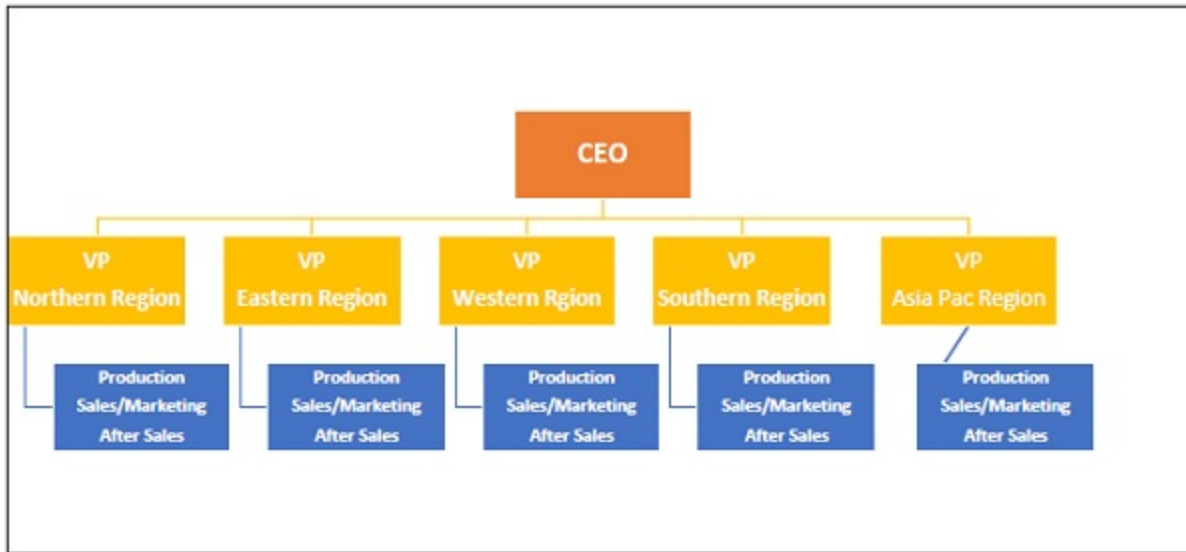 CEO
VP
Northern Region
VP
Eastern Region
VP
Western Rgion
VP
Southern Region
VP
Asia Pac Region
Production
Sales/Marketing
After Sales
Production
Sales/Marketing
After Sales
Production
Sales/Marketing
After Sales
Production
Sales/Marketing
After Sales
Production
Sales/Marketing
After Sales